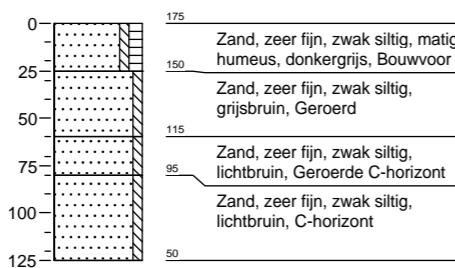 0
175
Zand, zeer fijn, zwak siltig, matig
humeus, donkergrijs, Bouwvoor
25
150
Zand, zeer fijn, zwak siltig,
grijsbruin, Geroerd
50
115
Zand, zeer fijn, zwak siltig,
lichtbruin, Geroerde C-horizont
75
95
Zand, zeer fijn, zwak siltig,
lichtbruin, C-horizont
100
125
50